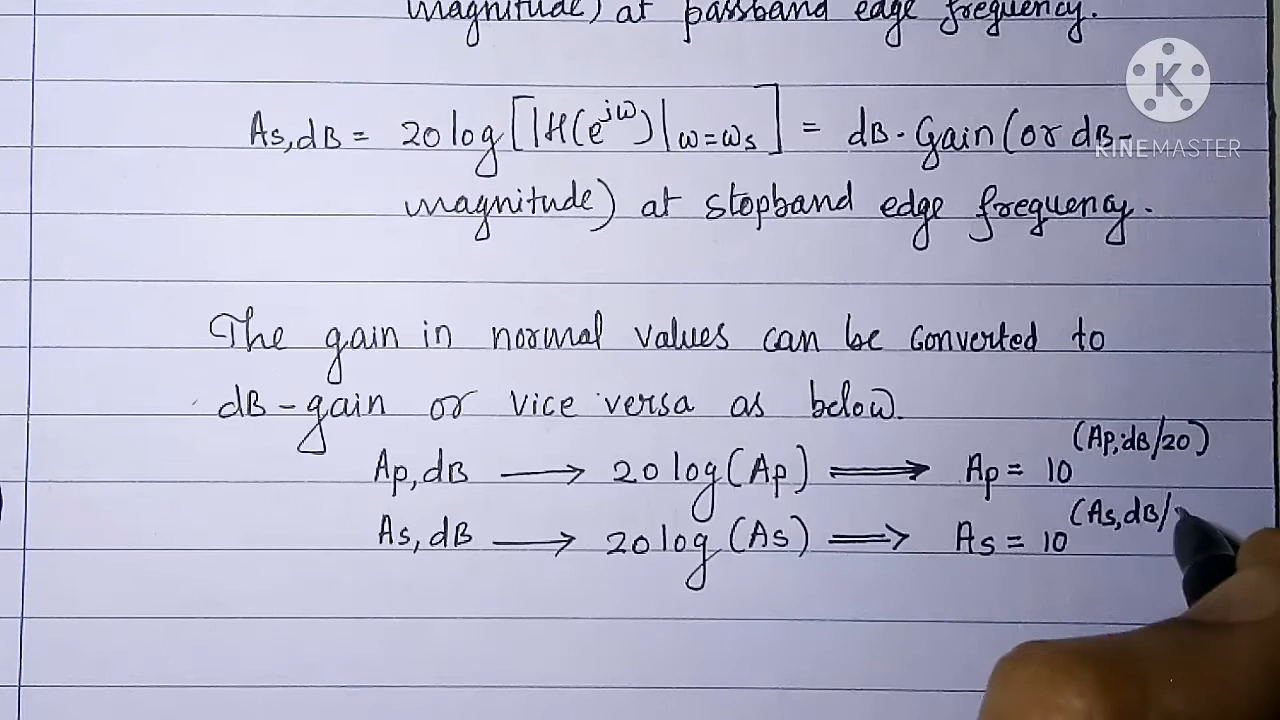 magnitude) at passband edge frequency.
As,dB = 20 log [|H(e^jω)|ω=ωs] = dB-Gain (or dB-
magnitude) at stopband edge frequency.
The gain in normal values can be converted to
dB-gain or vice versa as below.
Ap,dB ⟶ 20 log(Ap) ⟹ Ap = 10^(Ap,dB/20)
As,dB ⟶ 20 log(As) ⟹ As = 10^(As,dB/
K
KINEMASTER